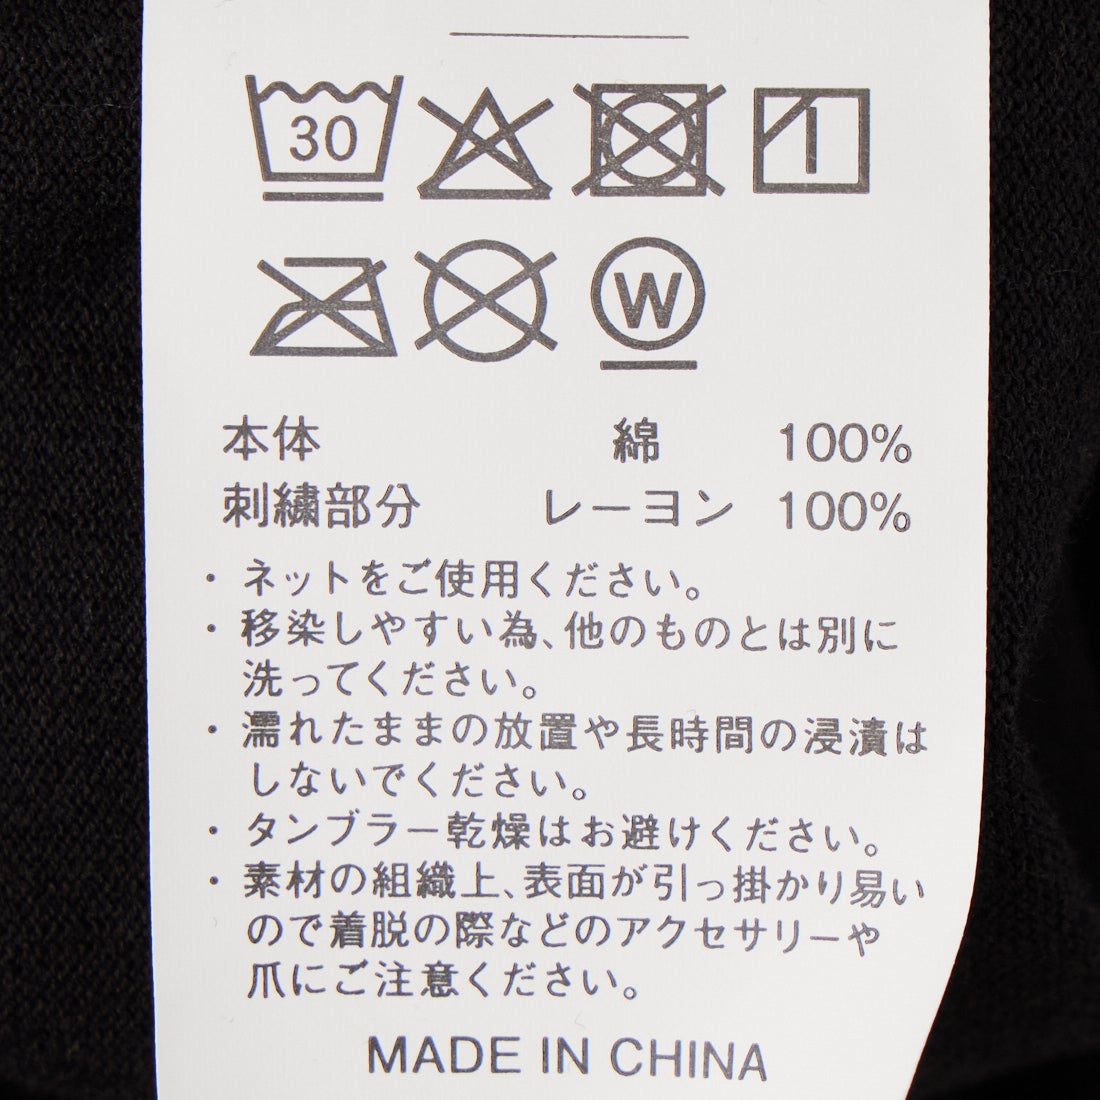 30
W
本体 綿 100%
刺繍部分 レーヨン 100%
・ネットをご使用ください。
・移染しやすい為、他のものとは別に
洗ってください。
・濡れたままの放置や長時間の浸漬は
しないでください。
・タンブラー乾燥はお避けください。
・素材の組織上、表面が引っ掛かり易い
ので着脱の際などのアクセサリーや
爪にご注意ください。
MADE IN CHINA